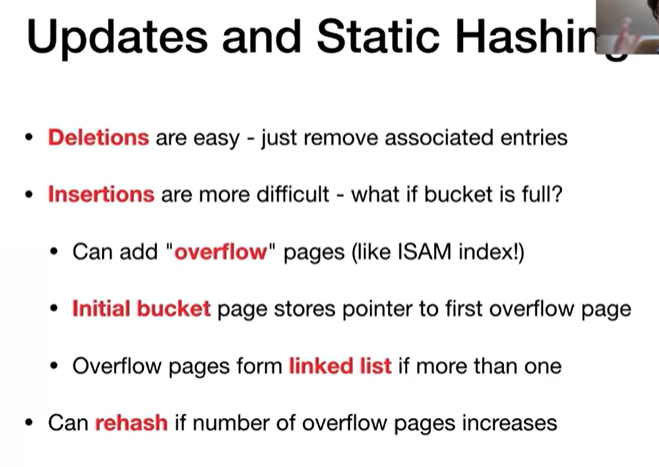 Updates and Static Hashing
• Deletions are easy - just remove associated entries
• Insertions are more difficult - what if bucket is full?
• Can add "overflow" pages (like ISAM index!)
• Initial bucket page stores pointer to first overflow page
• Overflow pages form linked list if more than one
• Can rehash if number of overflow pages increases